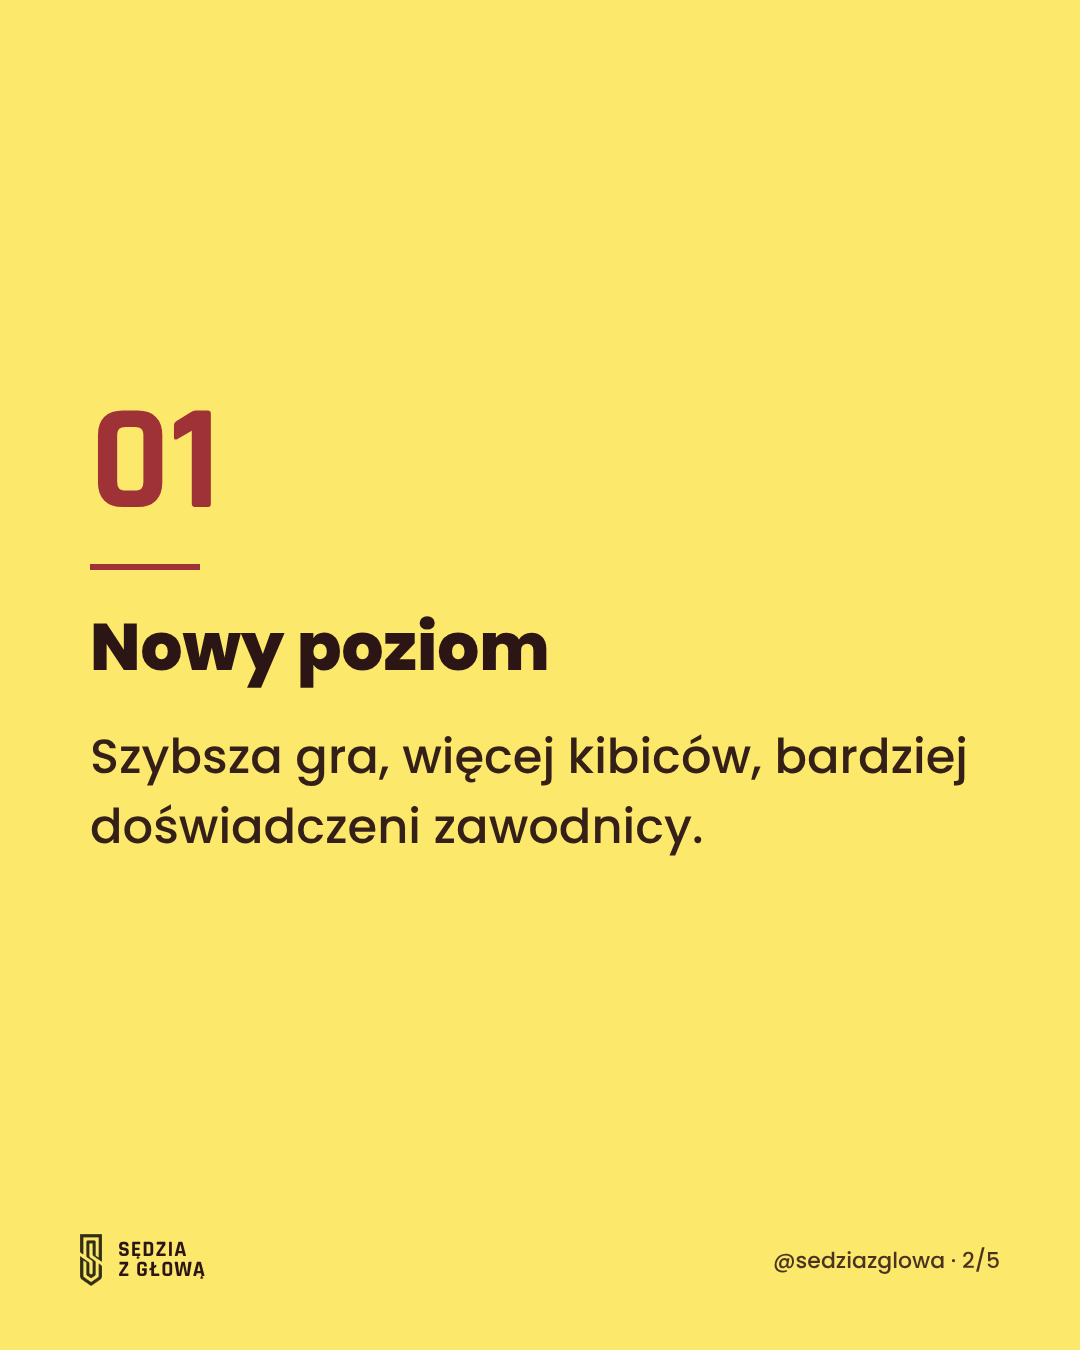 01
Nowy poziom
Szybsza gra, więcej kibiców, bardziej
doświadczeni zawodnicy.
SĘDZIA
Z GŁOWĄ
@sedziazglowa · 2/5